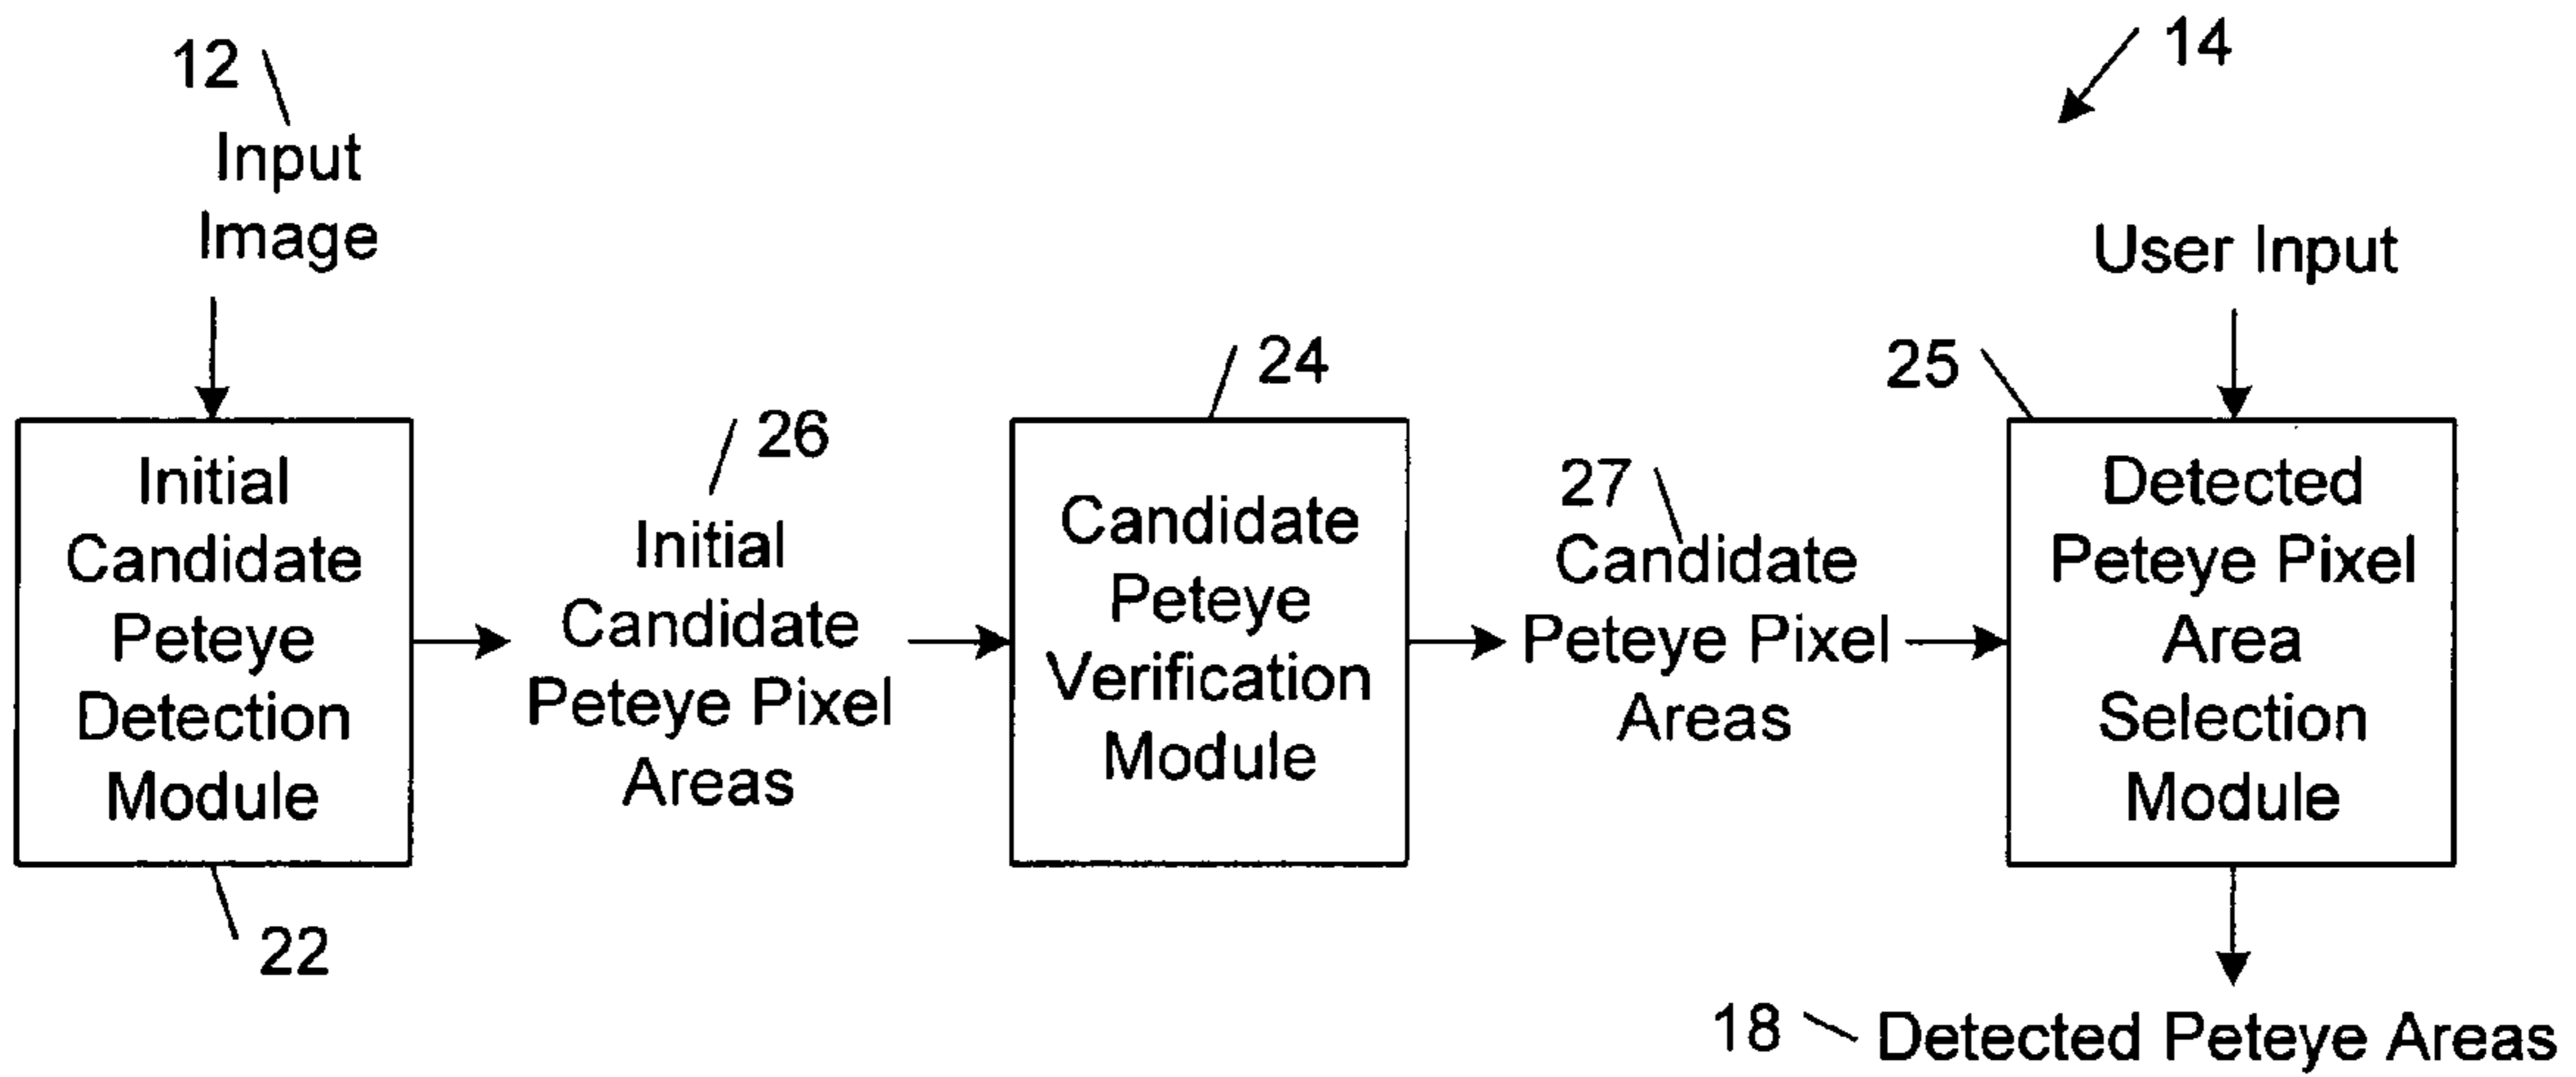 12
Input
Image
14
User Input
24
25
26
27
Initial
Candidate
Peteye
Detection
Module
Initial
Candidate
Peteye Pixel
Areas
Candidate
Peteye
Verification
Module
Candidate
Peteye Pixel
Areas
Detected
Peteye Pixel
Area
Selection
Module
22
18
Detected Peteye Areas